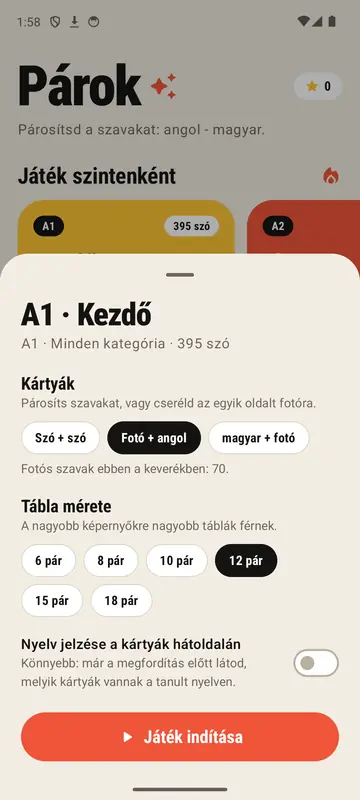 1:58
Párok
0
Párosítsd a szavakat: angol - magyar.
Játék szintenként
A1
395 szó
A2
A1 · Kezdő
A1 · Minden kategória · 395 szó
Kártyák
Párosíts szavakat, vagy cseréld az egyik oldalt fotóra.
Szó + szó
Fotó + angol
magyar + fotó
Fotós szavak ebben a keverékben: 70.
Tábla mérete
A nagyobb képernyőkre nagyobb táblák férnek.
6 pár
8 pár
10 pár
12 pár
15 pár
18 pár
Nyelv jelzése a kártyák hátoldalán
Könnyebb: már a megfordítás előtt látod,
melyik kártyák vannak a tanult nyelven.
Játék indítása